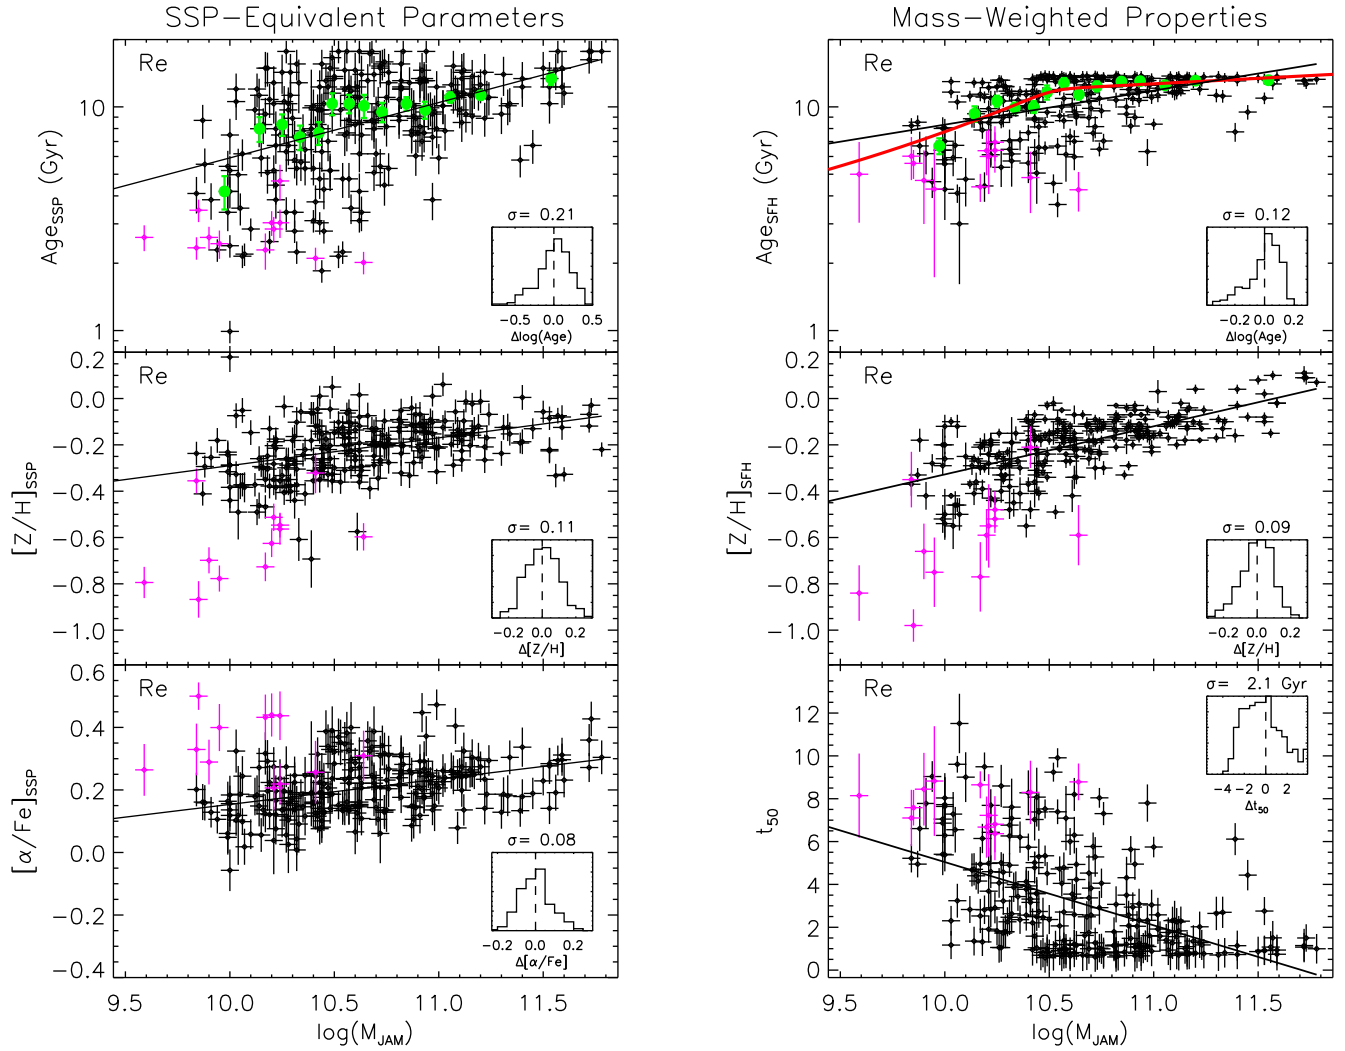 SSP-Equivalent Parameters
Re
10
1
Age_SSP (Gyr)
σ= 0.21
-0.5 0.0 0.5
Δlog(Age)
Re
0.2
0.0
-0.2
-0.4
-0.6
-0.8
-1.0
[Z/H]_SSP
σ= 0.11
-0.2 0.0 0.2
Δ[Z/H]
Re
0.6
0.4
0.2
0.0
-0.2
-0.4
[α/Fe]_SSP
σ= 0.08
-0.2 0.0 0.2
Δ[α/Fe]
9.5 10.0 10.5 11.0 11.5
log(M_JAM)
Mass-Weighted Properties
Re
10
1
Age_SFH (Gyr)
σ= 0.12
-0.2 0.0 0.2
Δlog(Age)
Re
0.2
0.0
-0.2
-0.4
-0.6
-0.8
-1.0
[Z/H]_SFH
σ= 0.09
-0.2 0.0 0.2
Δ[Z/H]
Re
12
10
8
6
4
2
0
t_50
σ= 2.1 Gyr
-4 -2 0 2
Δt_50
9.5 10.0 10.5 11.0 11.5
log(M_JAM)